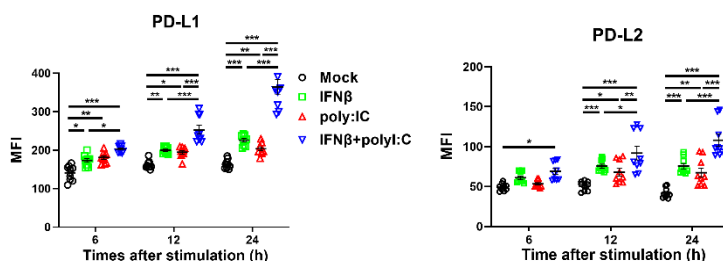 PD-L1
PD-L2
***
*** ** ***
*** ***
***
* ***
** ***
***
**
* *
Mock
IFNβ
poly:IC
IFNβ+polyI:C
400
300
200
100
0
MFI
6 12 24
Times after stimulation (h)
***
*** ** ***
*** ***
***
* **
*** *
*
200
150
100
50
0
MFI
6 12 24
Times after stimulation (h)